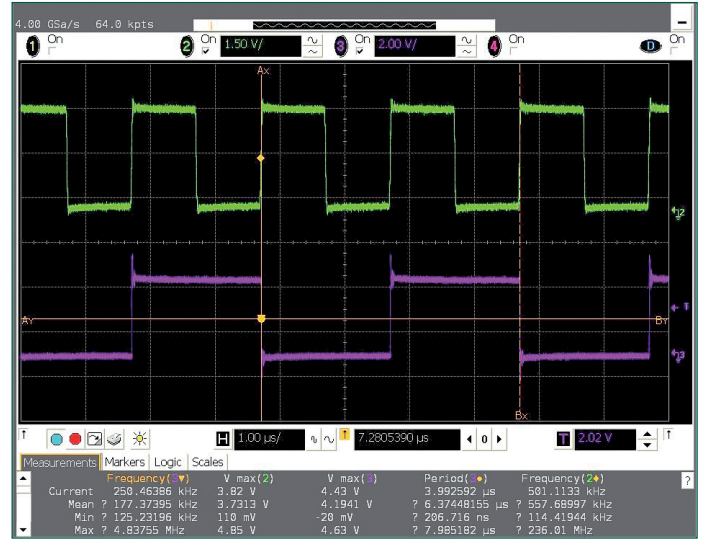 4.00 GSa/s 64.0 kpts
1 On 2 On 1.50 V/ 3 On 2.00 V/ 4 On D On
Ax
2
T
AY BY
3
Bx
H 1.00 µs/ 7.2805390 µs 0 T 2.02 V
Measurements Markers Logic Scales ?
Frequency(3) V max(2) V max(3) Period(3) Frequency(2)
Current 250.46386 kHz 3.82 V 4.43 V 3.992592 µs 501.1133 kHz
Mean ? 177.37395 kHz 3.7313 V 4.1941 V ? 6.37448155 µs ? 557.68997 kHz
Min ? 125.23196 kHz 110 mV -20 mV ? 206.716 ns ? 114.41944 kHz
Max ? 4.83755 MHz 4.85 V 4.63 V ? 7.985182 µs ? 236.01 MHz